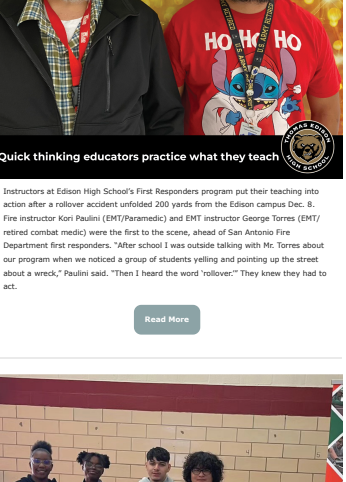 U.S. ARMY RETIRED
HO HO HO
Quick thinking educators practice what they teach
THOMAS EDISON
HIGH SCHOOL
Instructors at Edison High School's First Responders program put their teaching into
action after a rollover accident unfolded 200 yards from the Edison campus Dec. 8.
Fire instructor Kori Paulini (EMT/Paramedic) and EMT instructor George Torres (EMT/
retired combat medic) were the first to the scene, ahead of San Antonio Fire
Department first responders. "After school I was outside talking with Mr. Torres about
our program when we noticed a group of students yelling and pointing up the street
about a wreck," Paulini said. "Then I heard the word 'rollover.'" They knew they had to
act.
Read More